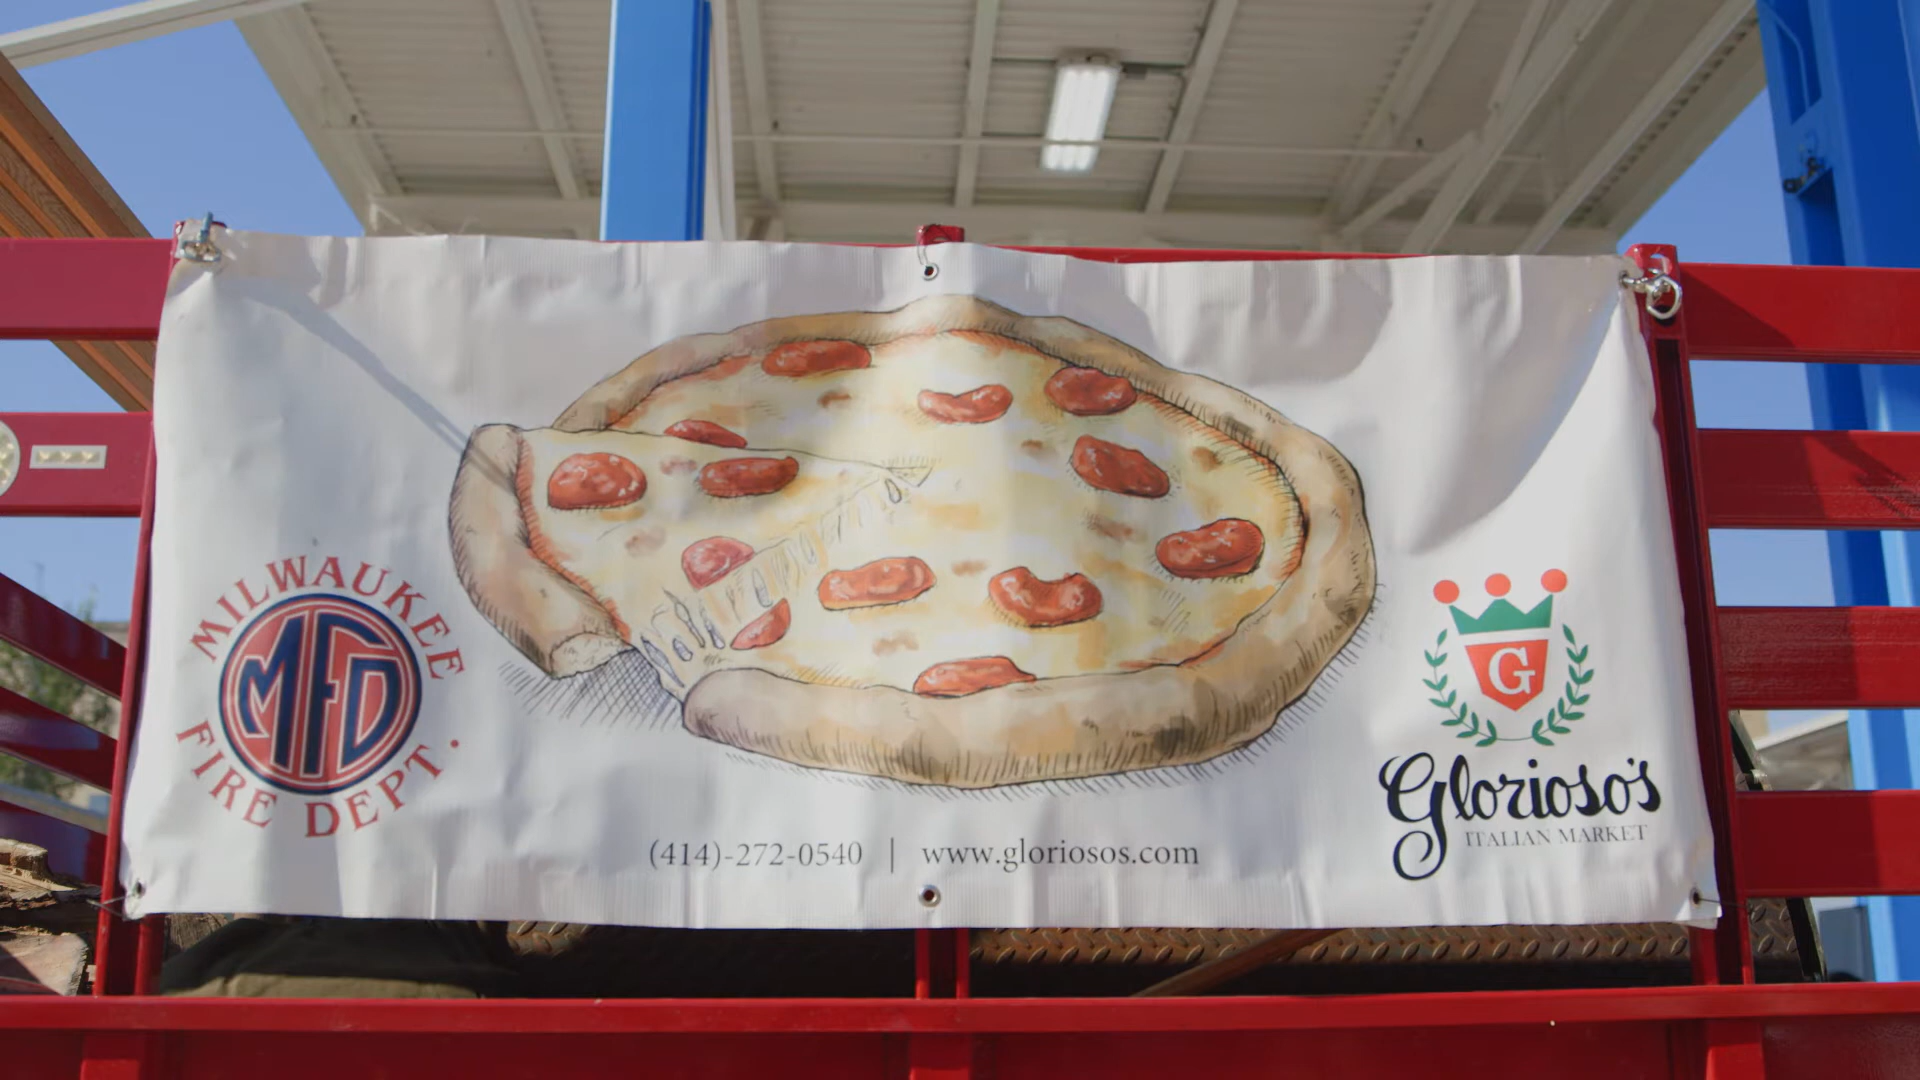 MILWAUKEE
MFD
FIRE DEPT.
G
Glorioso's
ITALIAN MARKET
(414)-272-0540 | www.gloriosos.com